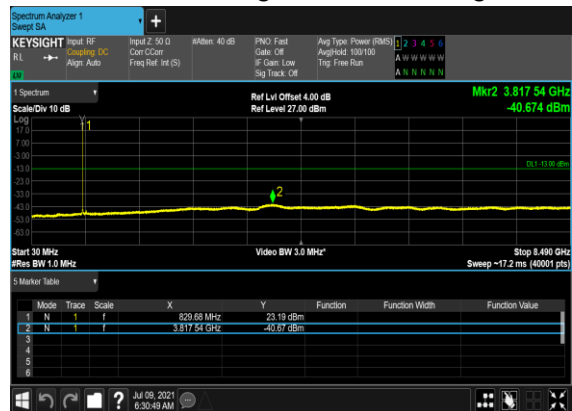 Spectrum Analyzer 1
Swept SA
KEYSIGHT
RL
Input: RF
Coupling: DC
Align: Auto
Input Z: 50 Ω
Corr CCorr
Freq Ref: Int (S)
#Atten: 40 dB
PNO: Fast
Gate: Off
IF Gain: Low
Sig Track: Off
Avg Type: Power (RMS)
Avg|Hold: 100/100
Trig: Free Run
1 2 3 4 5 6
A W W W W W
A N N N N N
LW
1 Spectrum
Scale/Div 10 dB
Ref Lvl Offset 4.00 dB
Ref Level 27.00 dBm
Mkr2 3.817 54 GHz
-40.674 dBm
Log
17.0
7.00
-3.00
-13.0
-23.0
-33.0
-43.0
-53.0
-63.0
1
2
DL1 -13.00 dBm
Start 30 MHz
#Res BW 1.0 MHz
Video BW 3.0 MHz*
Stop 8.490 GHz
Sweep ~17.2 ms (40001 pts)
5 Marker Table
Mode Trace Scale X Y Function Function Width Function Value
1 N 1 f 829.68 MHz 23.19 dBm
2 N 1 f 3.817 54 GHz -40.67 dBm
3
4
5
6
Jul 09, 2021
6:30:49 AM